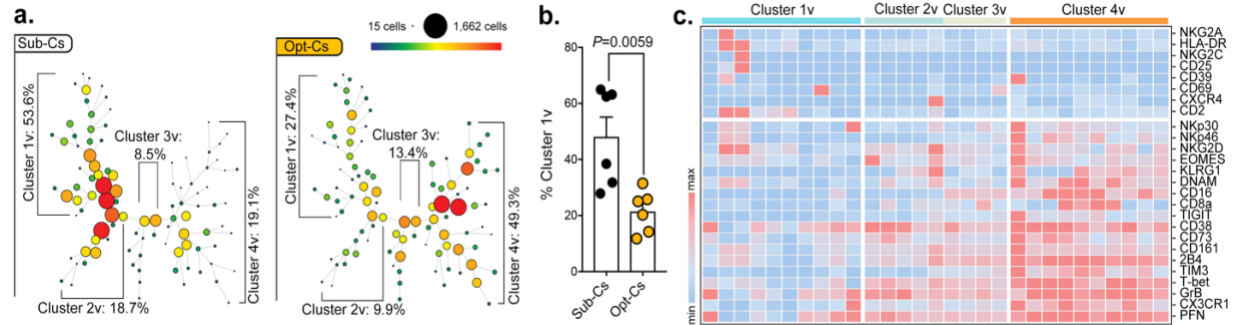 a.
15 cells
1,662 cells
Sub-Cs
Opt-Cs
Cluster 1v: 53.6%
Cluster 3v:
8.5%
Cluster 4v: 19.1%
Cluster 2v: 18.7%
Cluster 1v: 27.4%
Cluster 3v:
13.4%
Cluster 4v: 49.3%
Cluster 2v: 9.9%
b.
P=0.0059
% Cluster 1v
80
60
40
20
0
Sub-Cs
Opt-Cs
c.
Cluster 1v
Cluster 2v
Cluster 3v
Cluster 4v
max
min
NKG2A
HLA-DR
NKG2C
CD25
CD39
CD69
CXCR4
CD2
NKp30
NKp46
NKG2D
EOMES
KLRG1
DNAM
CD16
CD8a
TIGIT
CD38
CD73
CD161
2B4
TIM3
T-bet
GrB
CX3CR1
PFN